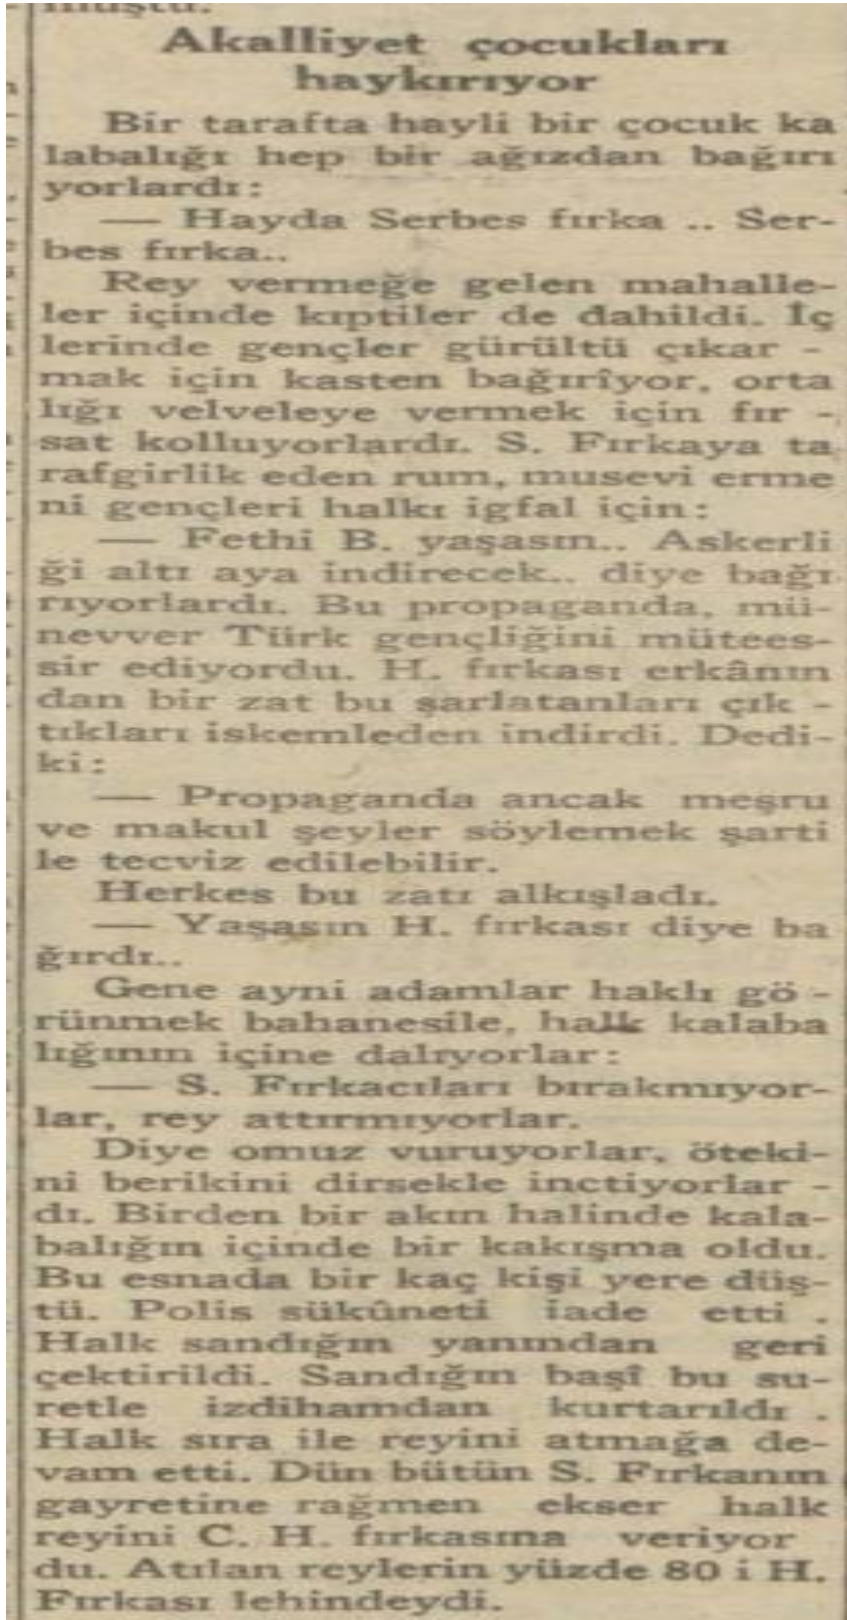 Akalliyet çocukları
haykırıyor
Bir tarafta hayli bir çocuk ka
labalığı hep bir ağızdan bağırı
yorlardı:
— Hayda Serbes fırka .. Ser-
bes fırka..
Rey vermeğe gelen mahalle-
ler içinde kıptiler de dahildi. İç
lerinde gençler gürültü çıkar -
mak için kasten bağırîyor, orta
lığı velveleye vermek için fır -
sat kolluyorlardı. S. Fırkaya ta
rafgirlik eden rum, musevi erme
ni gençleri halkı igfal için:
— Fethi B. yaşasın.. Askerli
ği altı aya indirecek.. diye bağı
rıyorlardı. Bu propaganda, mü-
nevver Türk gençliğini mütees-
sir ediyordu. H. fırkası erkânın
dan bir zat bu şarlatanları çık -
tıkları iskemleden indirdi. Dedi-
ki:
— Propaganda ancak meşru
ve makul şeyler söylemek şarti
le tecviz edilebilir.
Herkes bu zatı alkışladı.
— Yaşasın H. fırkası diye ba
ğırdı..
Gene ayni adamlar haklı gö -
rünmek bahanesile, halk kalaba
lığının içine dalıyorlar:
— S. Fırkacıları bırakmıyor-
lar, rey attırmıyorlar.
Diye omuz vuruyorlar, öteki-
ni berikini dirsekle inctiyorlar -
dı. Birden bir akın halinde kala-
balığın içinde bir kakışma oldu.
Bu esnada bir kaç kişi yere düş-
tü. Polis sükûneti iade etti .
Halk sandığın yanından geri
çektirildi. Sandığın başî bu su-
retle izdihamdan kurtarıldı .
Halk sıra ile reyini atmağa de-
vam etti. Dün bütün S. Fırkanın
gayretine rağmen ekser halk
reyini C. H. fırkasına veriyor
du. Atılan reylerin yüzde 80 i H.
Fırkası lehindeydi.